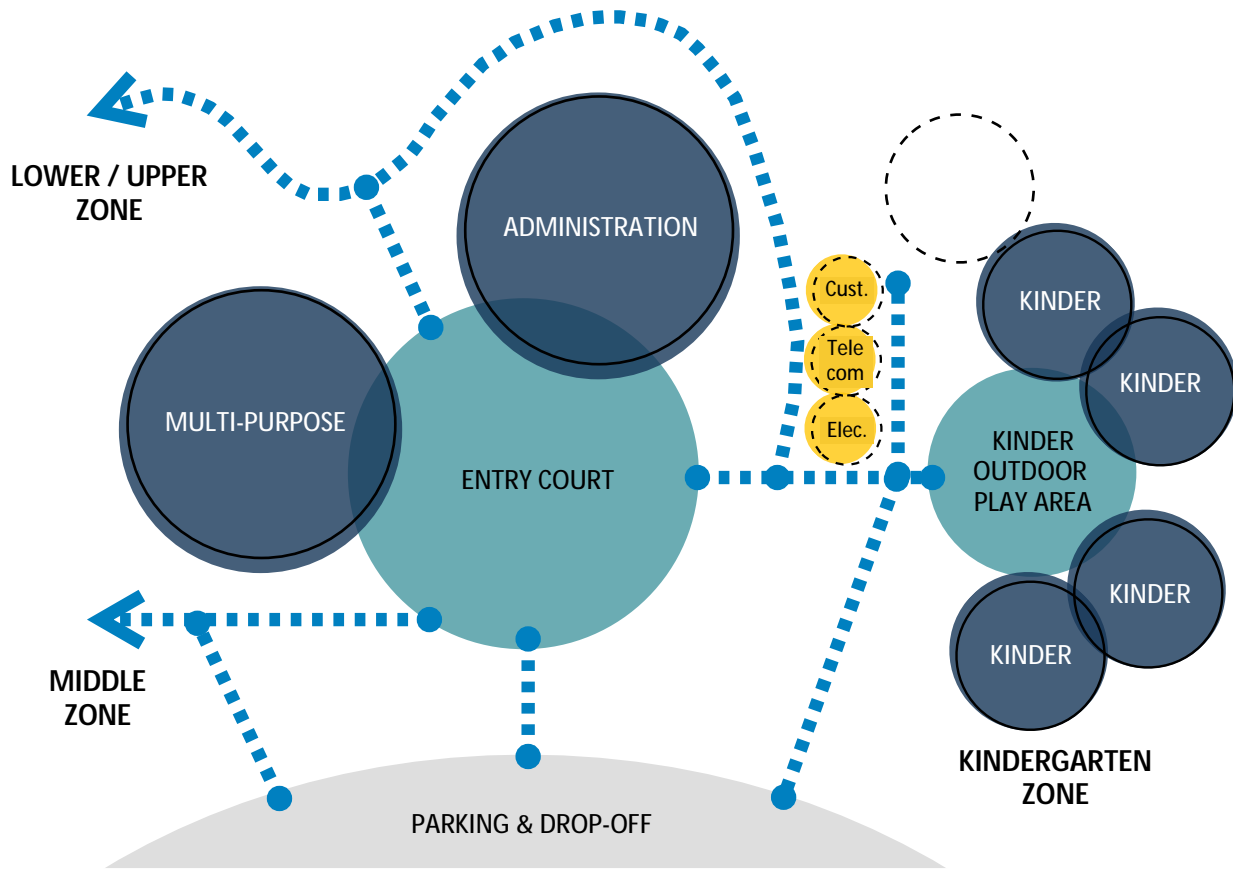 LOWER / UPPER
ZONE
ADMINISTRATION
Cust.
KINDER
Tele
com
KINDER
MULTI-PURPOSE
Elec.
ENTRY COURT
KINDER
OUTDOOR
PLAY AREA
KINDER
KINDER
MIDDLE
ZONE
KINDERGARTEN
ZONE
PARKING & DROP-OFF